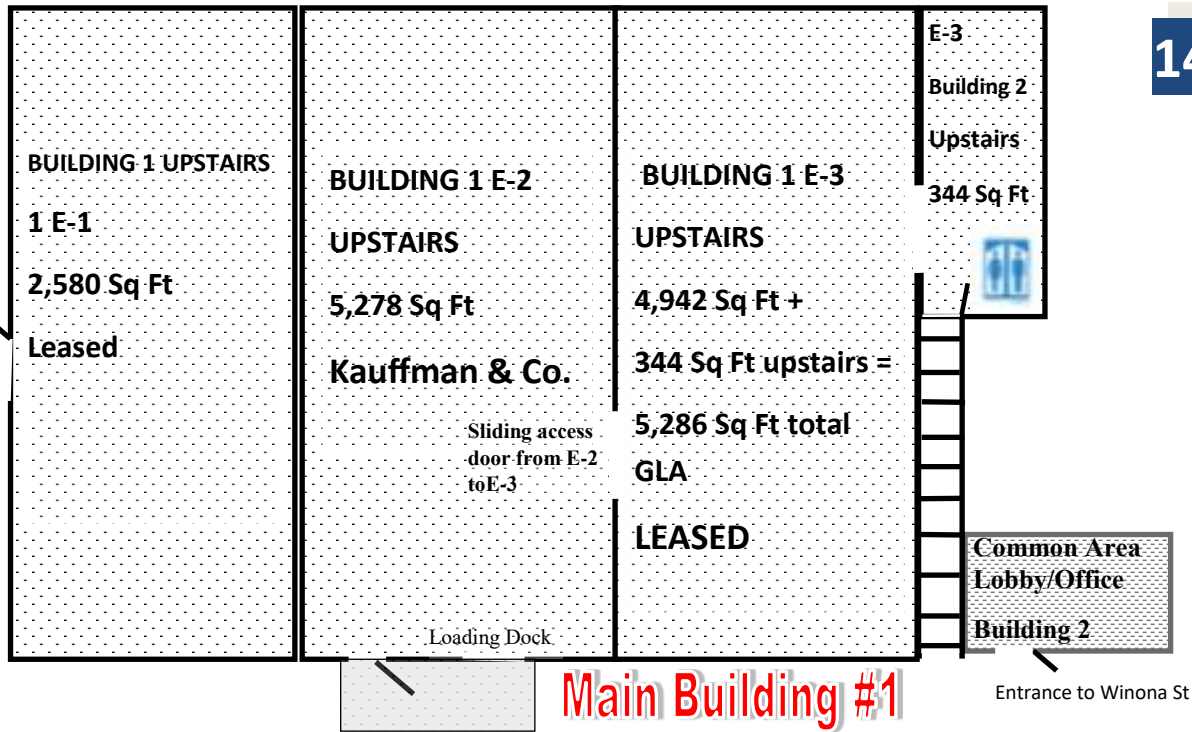 BUILDING 1 UPSTAIRS
1 E-1
2,580 Sq Ft
Leased
BUILDING 1 E-2
UPSTAIRS
5,278 Sq Ft
Kauffman & Co.
Sliding access
door from E-2
toE-3
Loading Dock
BUILDING 1 E-3
UPSTAIRS
4,942 Sq Ft +
344 Sq Ft upstairs =
5,286 Sq Ft total
GLA
LEASED
E-3
Building 2
Upstairs
344 Sq Ft
14
Common Area
Lobby/Office
Building 2
Entrance to Winona St
Main Building #1